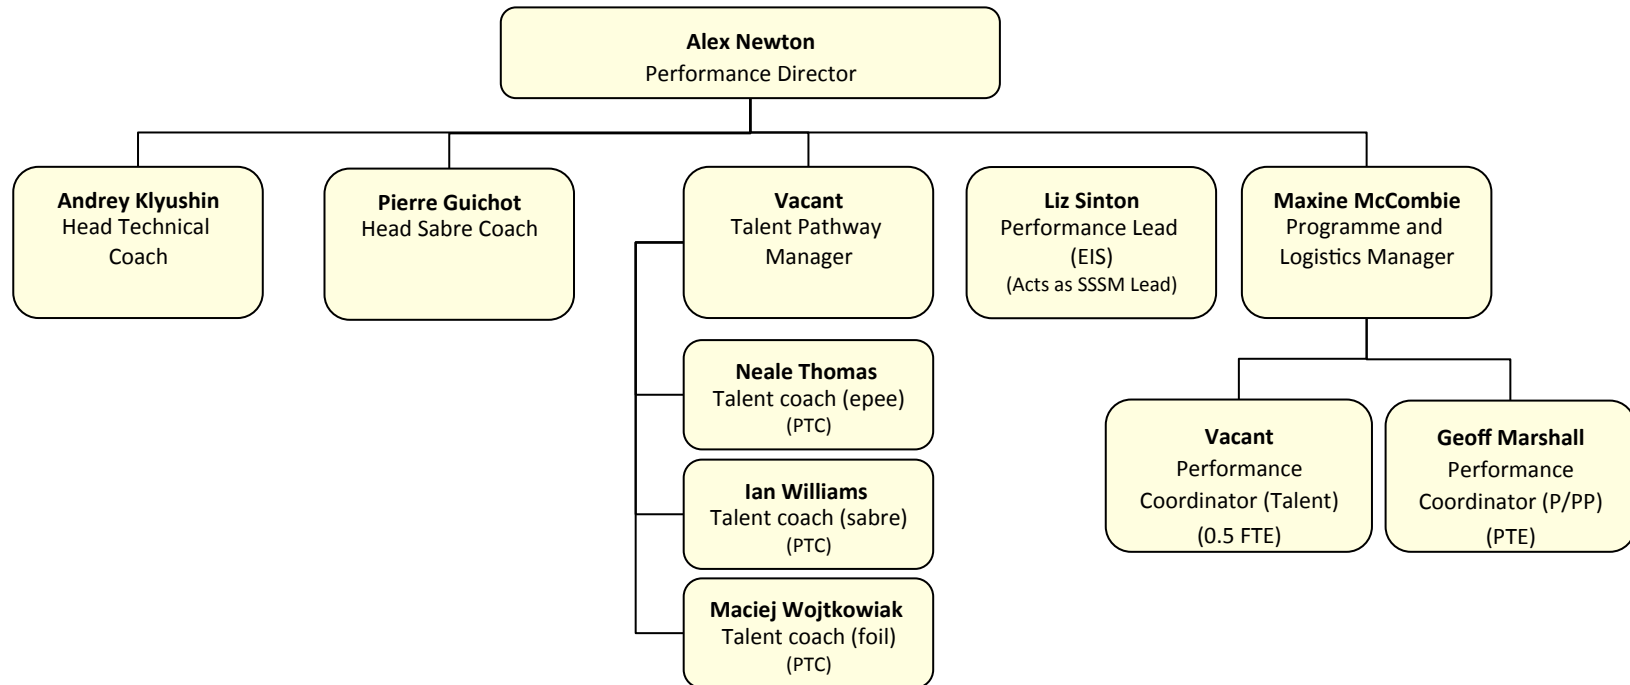 Alex Newton
Performance Director
Andrey Klyushin
Head Technical
Coach
Pierre Guichot
Head Sabre Coach
Vacant
Talent Pathway
Manager
Liz Sinton
Performance Lead
(EIS)
(Acts as SSSM Lead)
Maxine McCombie
Programme and
Logistics Manager
Neale Thomas
Talent coach (epee)
(PTC)
Ian Williams
Talent coach (sabre)
(PTC)
Maciej Wojtkowiak
Talent coach (foil)
(PTC)
Vacant
Performance
Coordinator (Talent)
(0.5 FTE)
Geoff Marshall
Performance
Coordinator (P/PP)
(PTE)